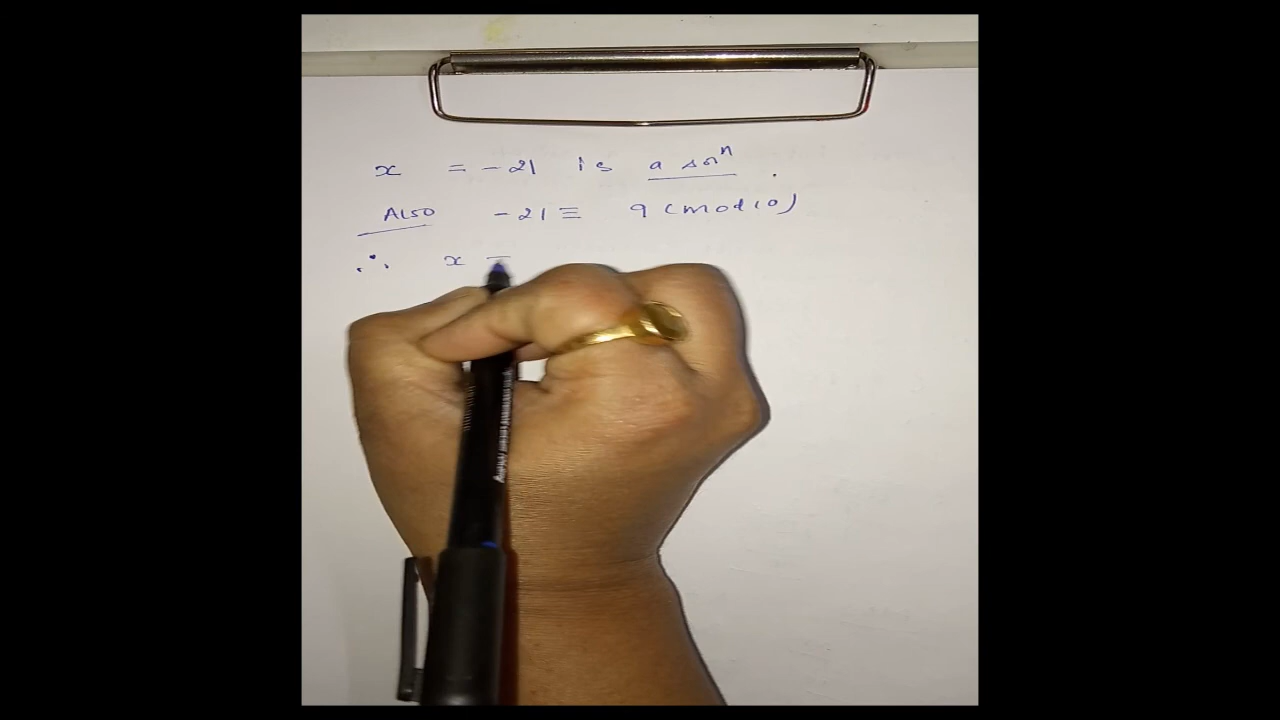 x = -21 is a solⁿ .
Also -21 ≡ 9 (mod 10)
∴ x =